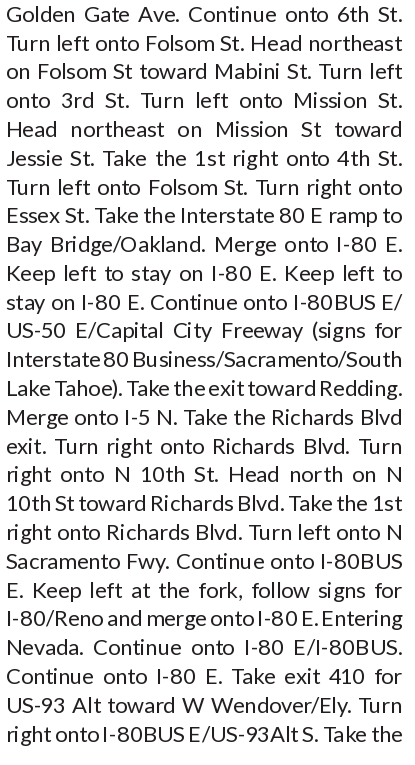 Golden Gate Ave. Continue onto 6th St.
Turn left onto Folsom St. Head northeast
on Folsom St toward Mabini St. Turn left
onto 3rd St. Turn left onto Mission St.
Head northeast on Mission St toward
Jessie St. Take the 1st right onto 4th St.
Turn left onto Folsom St. Turn right onto
Essex St. Take the Interstate 80 E ramp to
Bay Bridge/Oakland. Merge onto I-80 E.
Keep left to stay on I-80 E. Keep left to
stay on I-80 E. Continue onto I-80BUS E/
US-50 E/Capital City Freeway (signs for
Interstate 80 Business/Sacramento/South
Lake Tahoe). Take the exit toward Redding.
Merge onto I-5 N. Take the Richards Blvd
exit. Turn right onto Richards Blvd. Turn
right onto N 10th St. Head north on N
10th St toward Richards Blvd. Take the 1st
right onto Richards Blvd. Turn left onto N
Sacramento Fwy. Continue onto I-80BUS
E. Keep left at the fork, follow signs for
I-80/Reno and merge onto I-80 E. Entering
Nevada. Continue onto I-80 E/I-80BUS.
Continue onto I-80 E. Take exit 410 for
US-93 Alt toward W Wendover/Ely. Turn
right onto I-80BUS E/US-93 Alt S. Take the